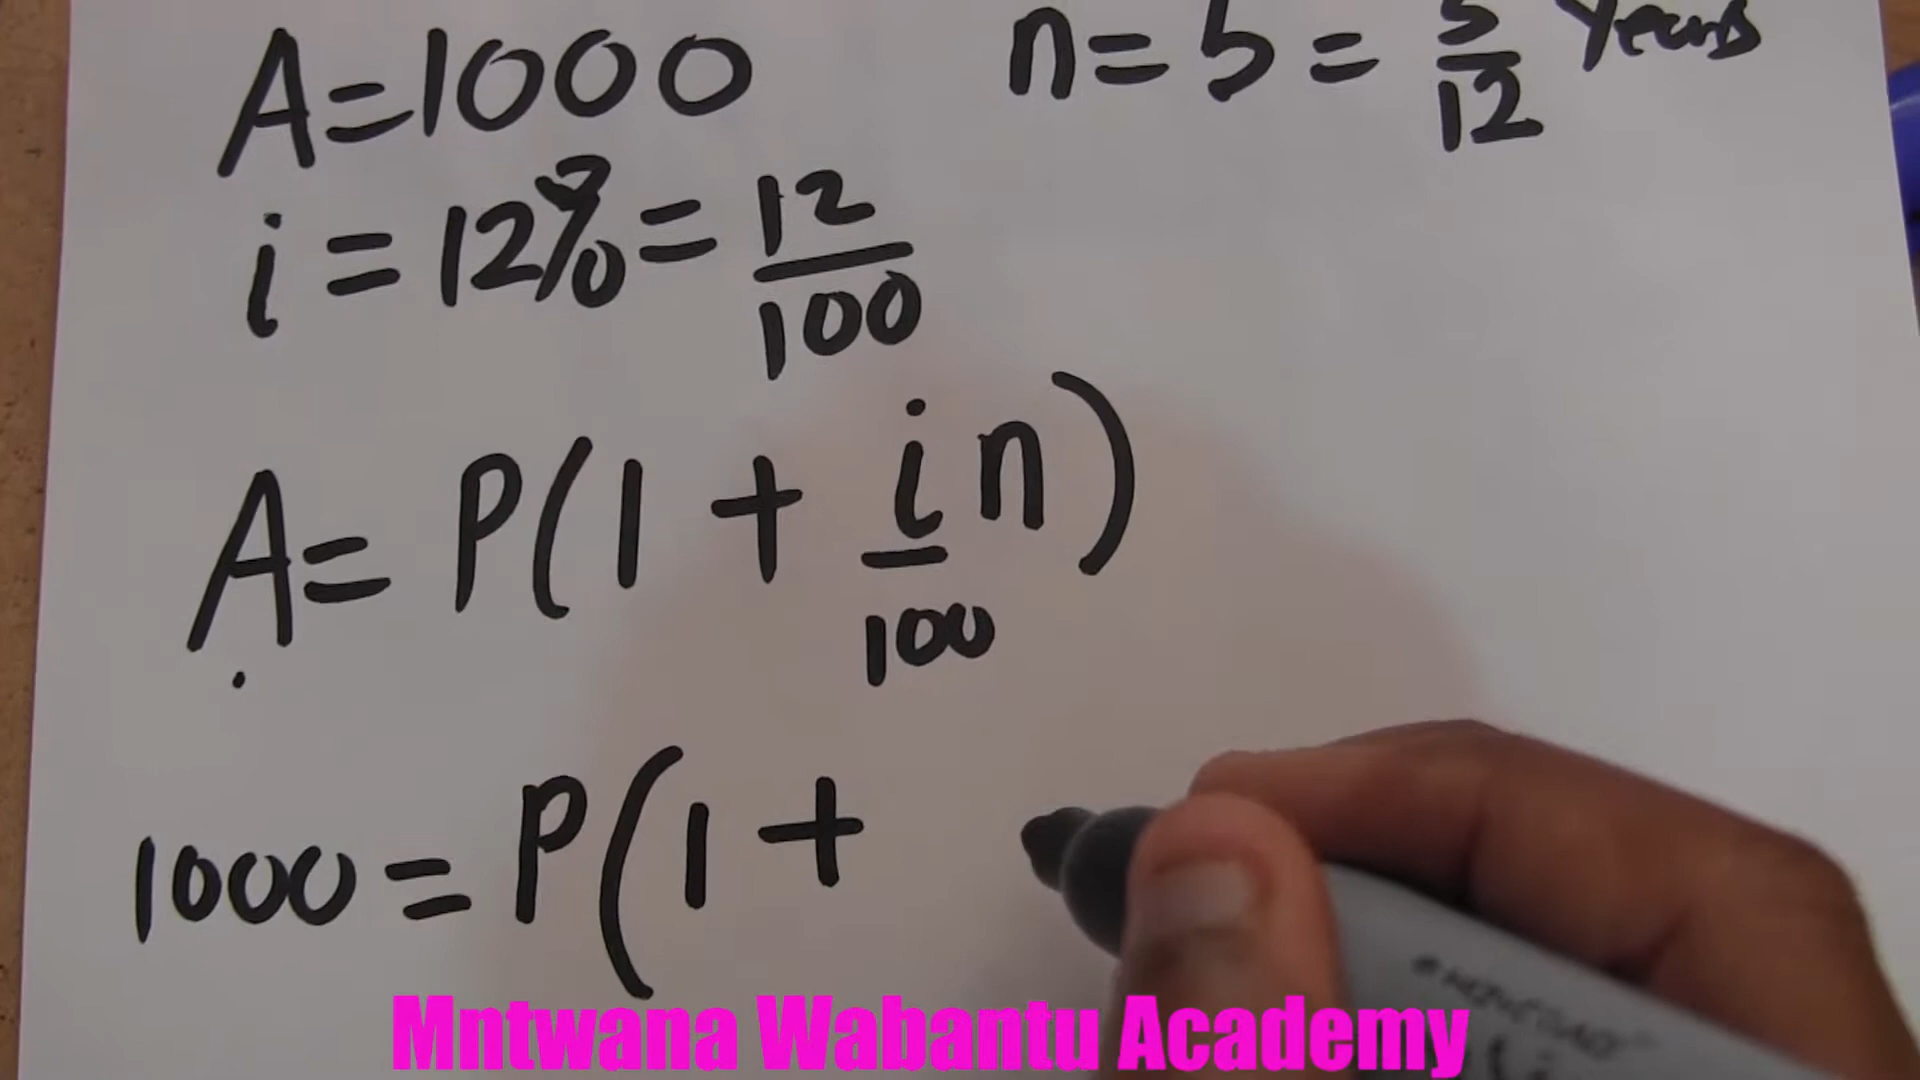 A=1000
n=5=5/12 Years
i=12%=12/100
A=P(1+i/100 n)
1000=P(1+
Mntwana Wabantu Academy